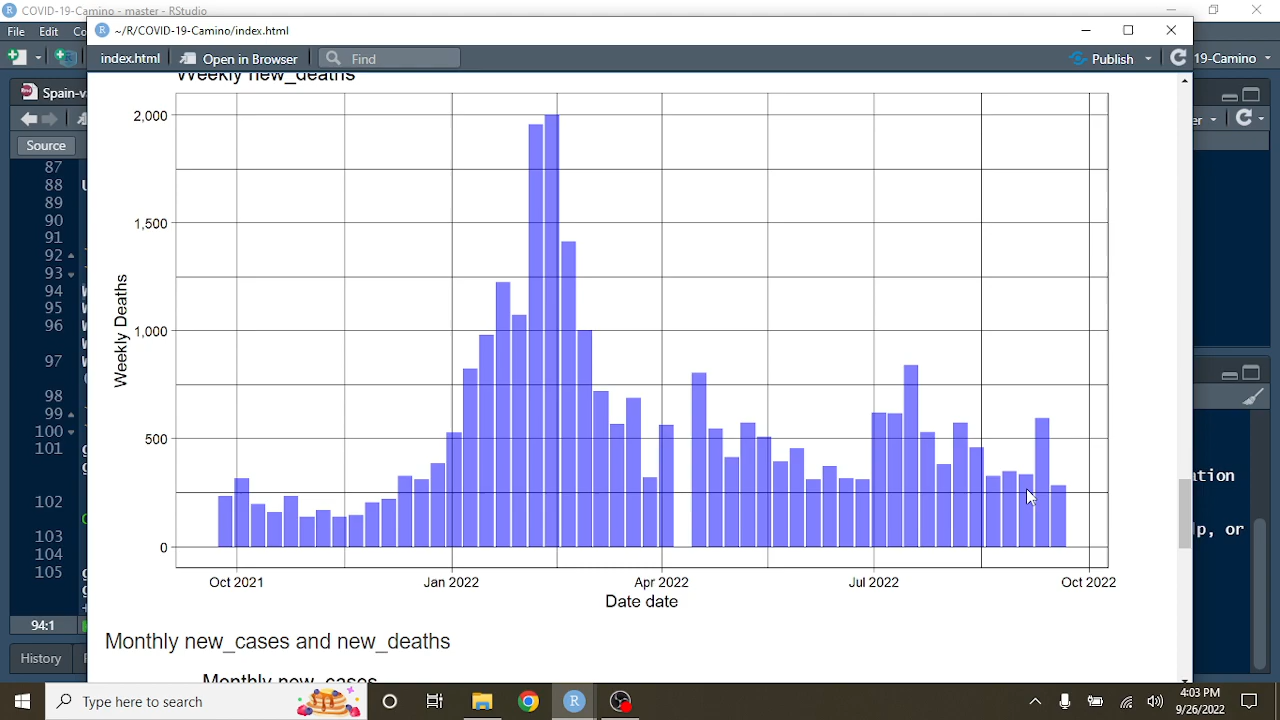 COVID-19-Camino - master - RStudio
File Edit Co
~/R/COVID-19-Camino/index.html
index.html Open in Browser Find Publish
19-Camino
Spain-v
Source
87
88
89
90
91
92
93
94
95
96
97
98
99
100
101
102
103
104
105
94:1
History
Weekly new_deaths
2,000
1,500
1,000
500
0
Weekly Deaths
Oct 2021 Jan 2022 Apr 2022 Jul 2022 Oct 2022
Date date
Monthly new_cases and new_deaths
Monthly new_cases
ation
lp, or
Type here to search
4:03 PM
9/26/2022